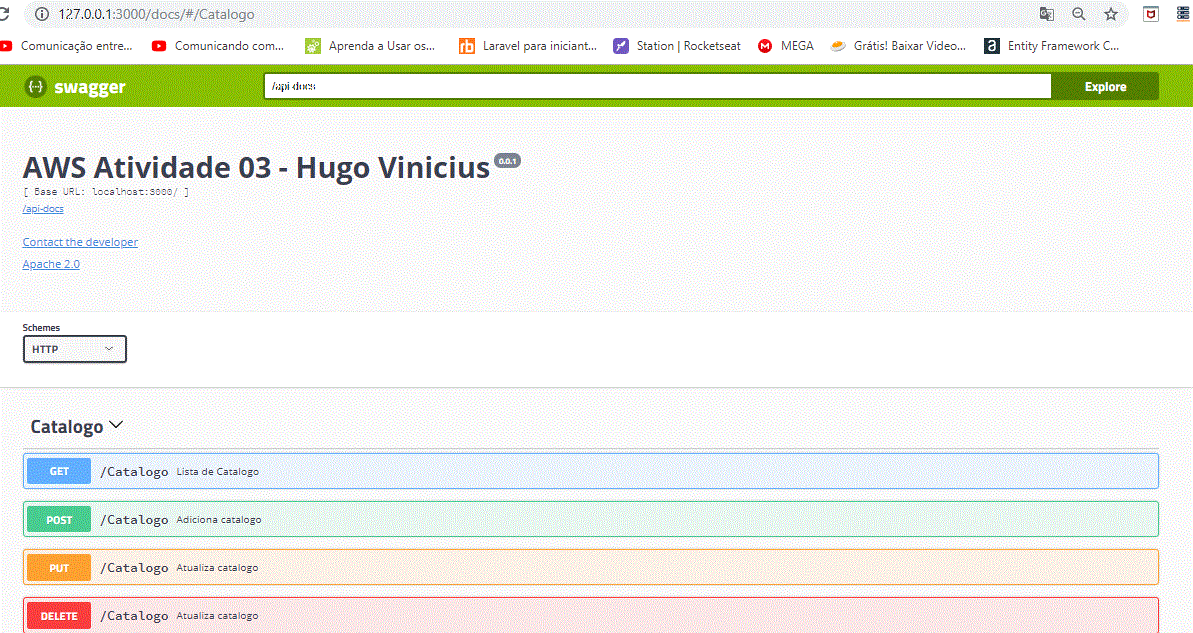 127.0.0.1:3000/docs/#/Catalogo
Comunicação entre... Comunicando com... Aprenda a Usar os... Laravel para iniciant... Station | Rocketseat MEGA Grátis! Baixar Video... Entity Framework C...
{··} swagger /api-docs Explore
AWS Atividade 03 - Hugo Vinicius 0.0.1
[ Base URL: localhost:3000/ ]
/api-docs
Contact the developer
Apache 2.0
Schemes
HTTP
Catalogo
GET /Catalogo Lista de Catalogo
POST /Catalogo Adiciona catalogo
PUT /Catalogo Atualiza catalogo
DELETE /Catalogo Atualiza catalogo